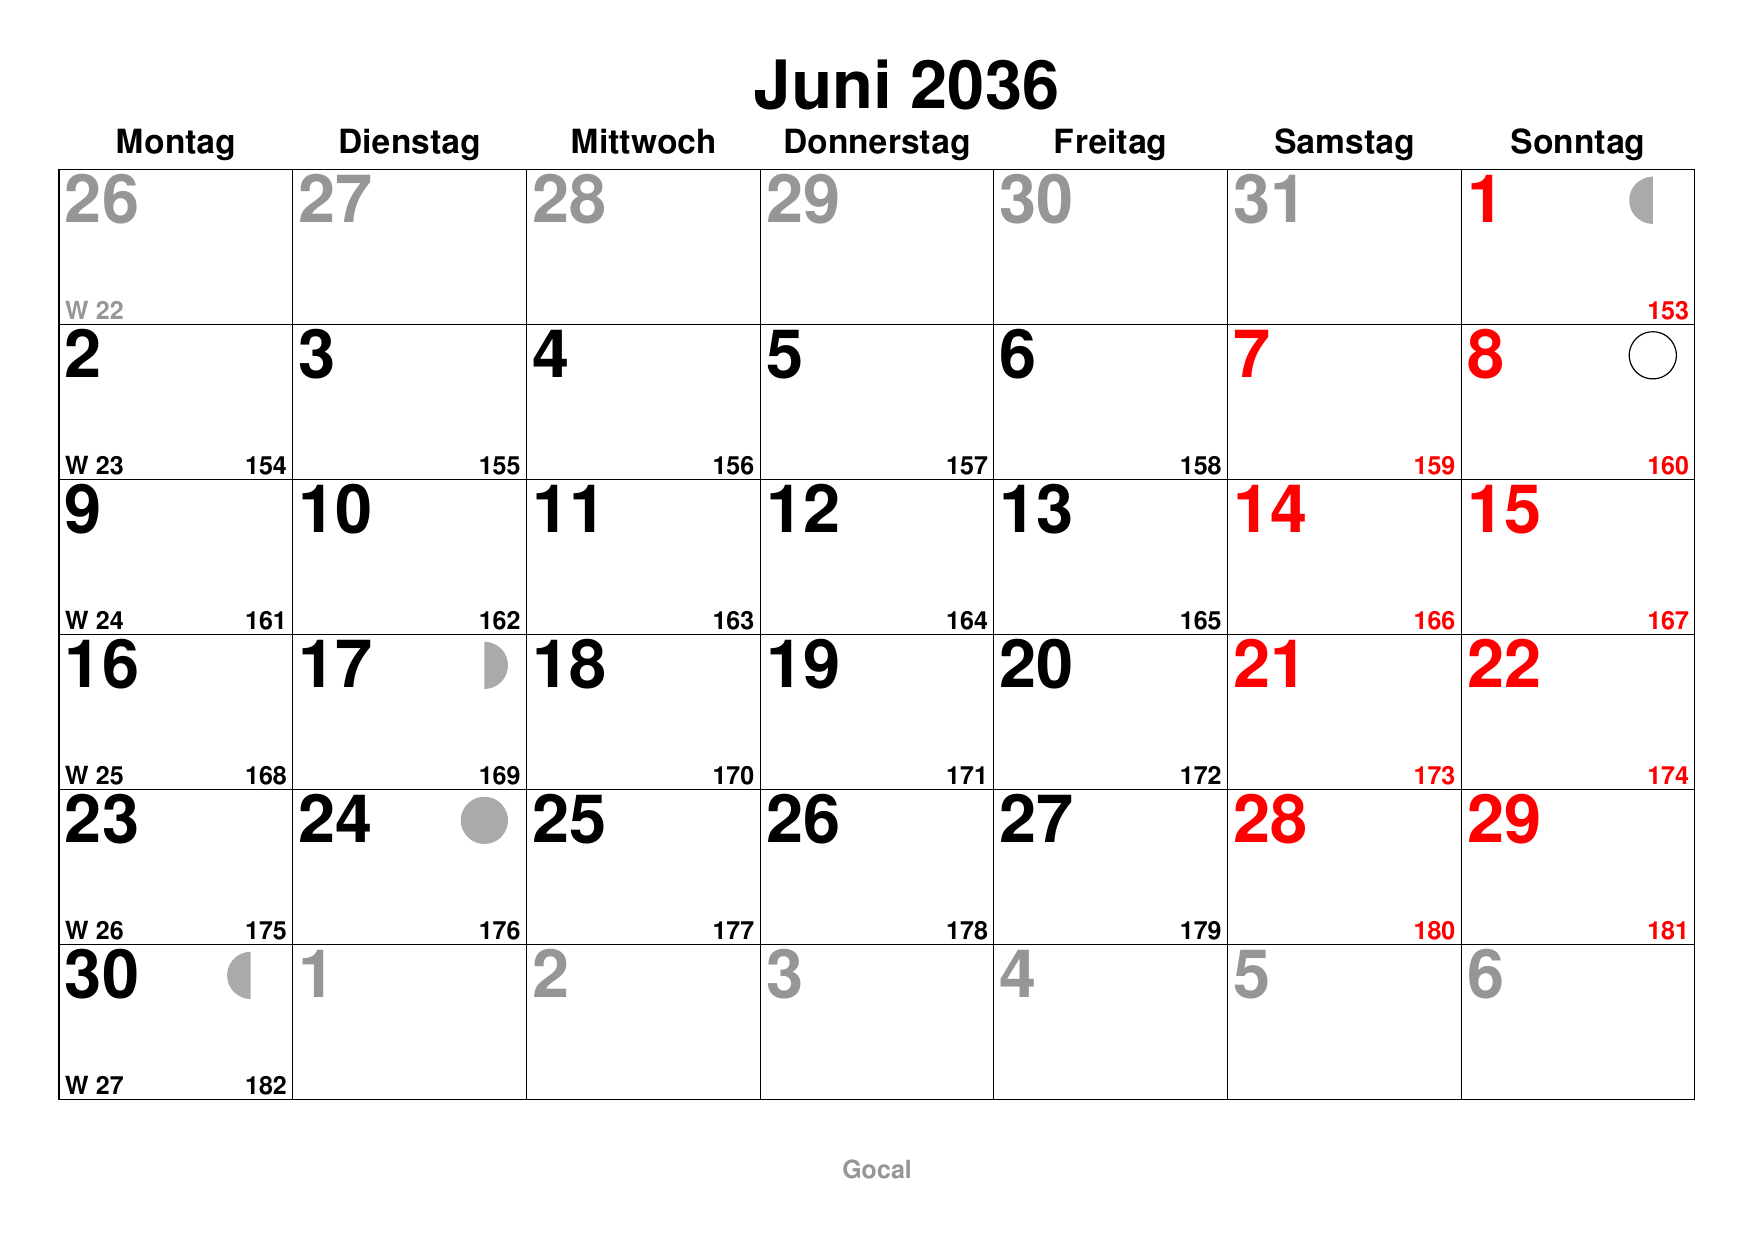 Juni 2036
Montag Dienstag Mittwoch Donnerstag Freitag Samstag Sonntag
26 27 28 29 30 31 1
W 22 153
2 3 4 5 6 7 8
W 23 154 155 156 157 158 159 160
9 10 11 12 13 14 15
W 24 161 162 163 164 165 166 167
16 17 18 19 20 21 22
W 25 168 169 170 171 172 173 174
23 24 25 26 27 28 29
W 26 175 176 177 178 179 180 181
30 1 2 3 4 5 6
W 27 182
Gocal